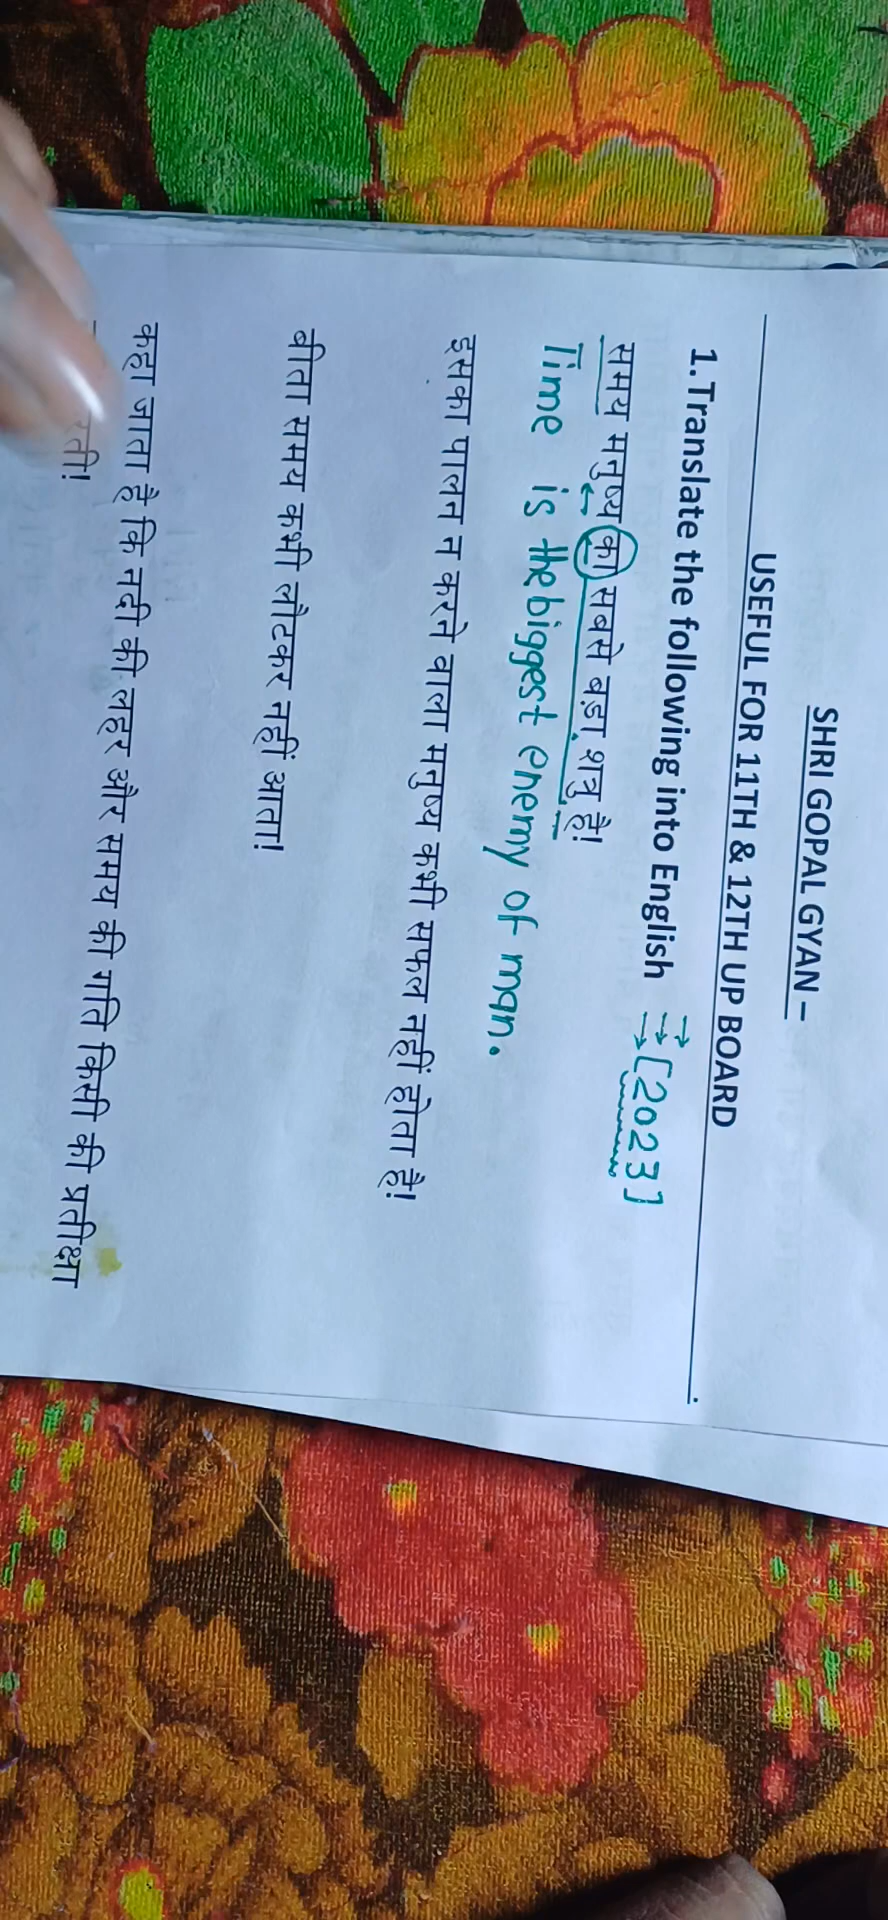 SHRI GOPAL GYAN –
USEFUL FOR 11TH & 12TH UP BOARD
1. Translate the following into English ⇉ [2023]
समय मनुष्य का सबसे बड़ा शत्रु है!
Time is the biggest enemy of man.
इसका पालन न करने वाला मनुष्य कभी सफल नहीं होता है!
बीता समय कभी लौटकर नहीं आता!
कहा जाता है कि नदी की लहर और समय की गति किसी की प्रतीक्षा